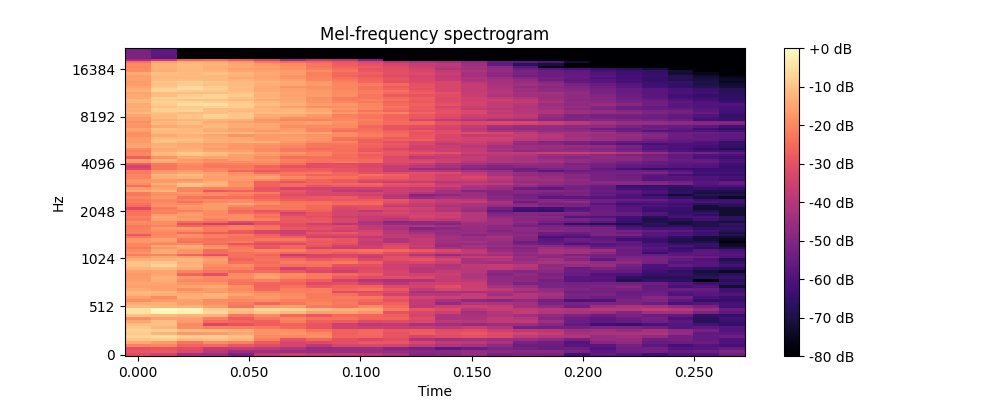 Mel-frequency spectrogram
Hz
16384
8192
4096
2048
1024
512
0
0.000 0.050 0.100 0.150 0.200 0.250
Time
+0 dB
-10 dB
-20 dB
-30 dB
-40 dB
-50 dB
-60 dB
-70 dB
-80 dB